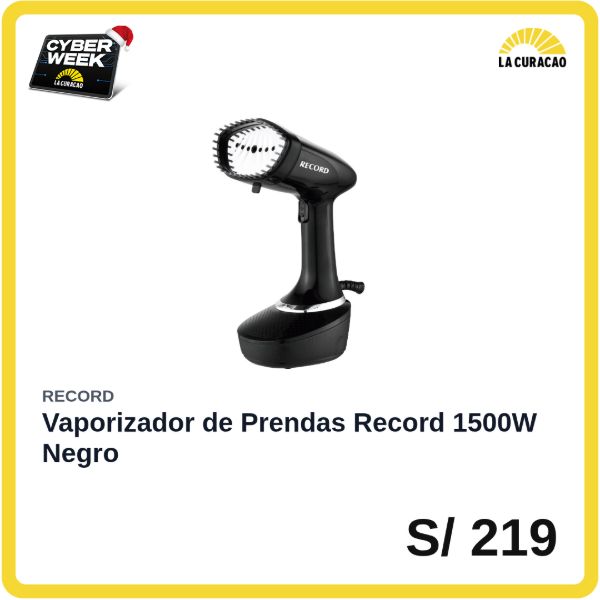 CYBER
WEEK
LA CURACAO
LA CURACAO
RECORD
RECORD
Vaporizador de Prendas Record 1500W
Negro
S/ 219